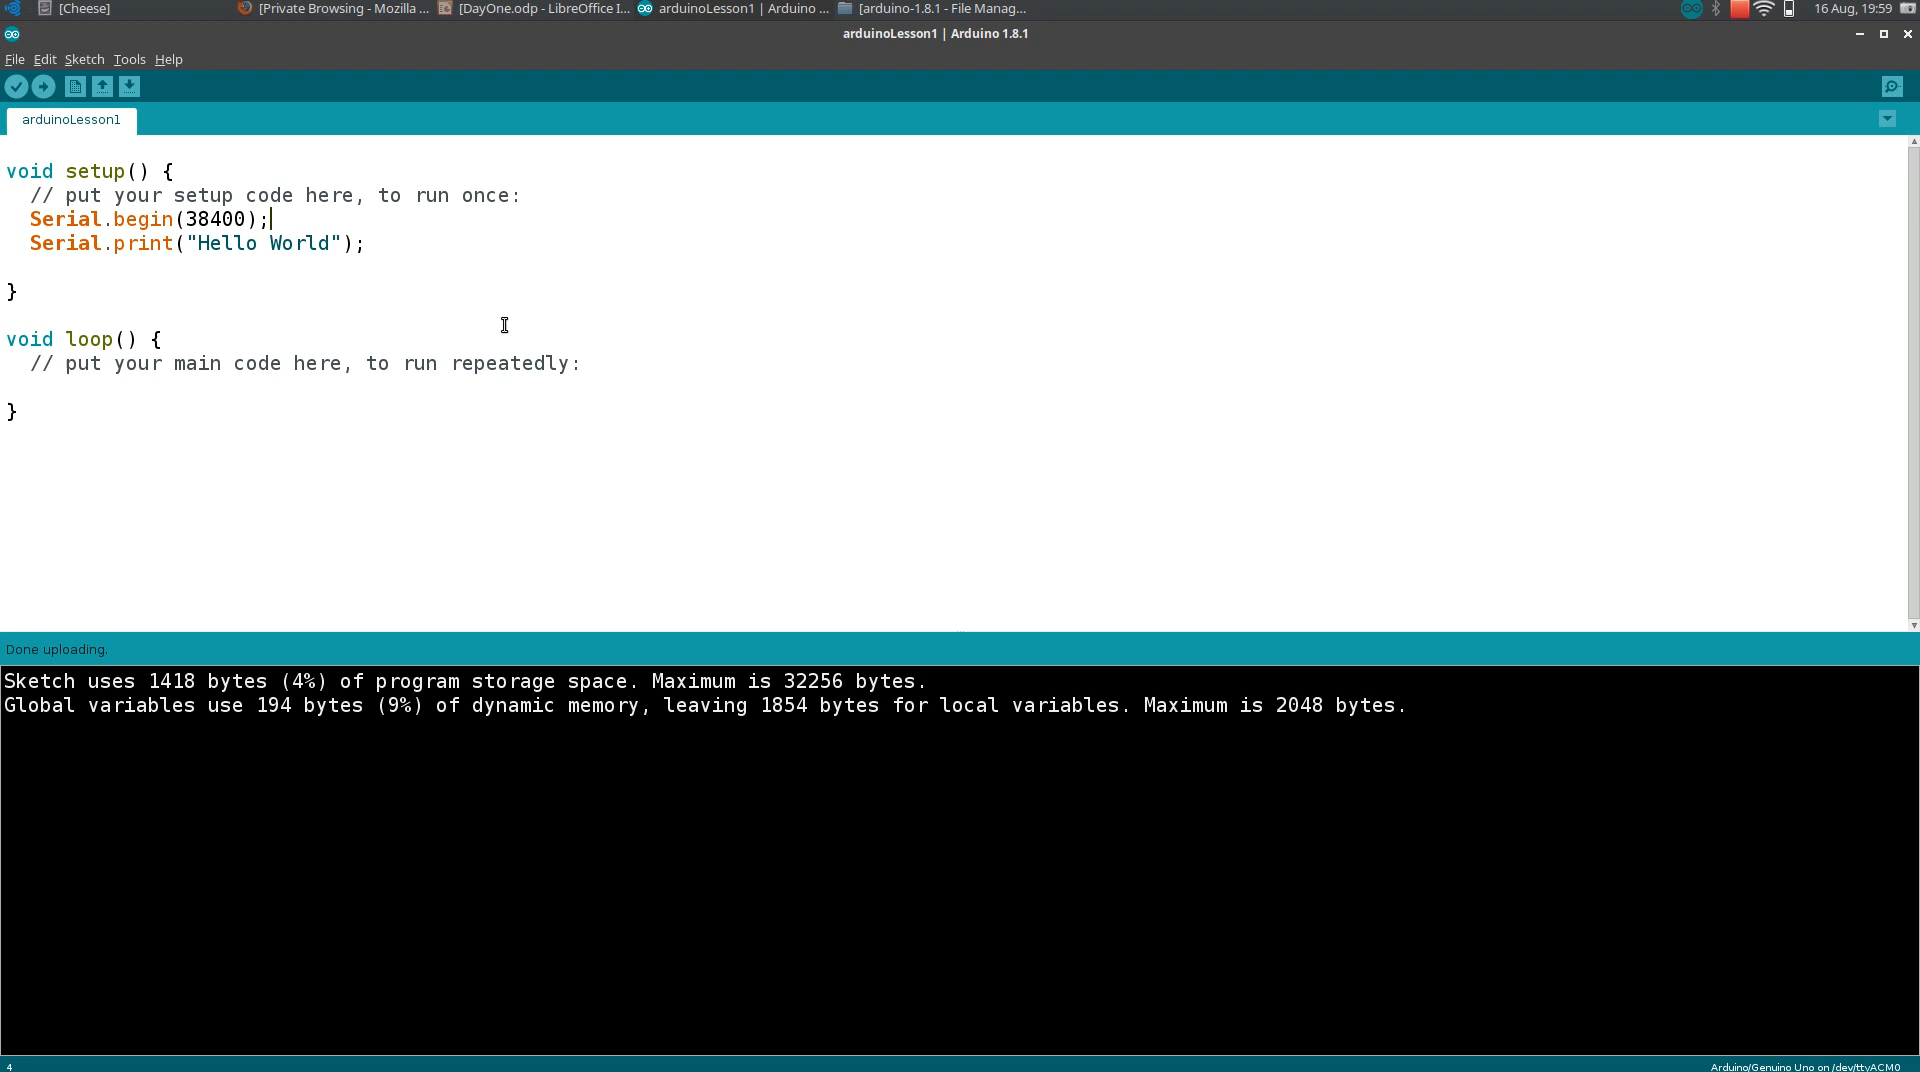 [Cheese] [Private Browsing - Mozilla ... [DayOne.odp - LibreOffice I... arduinoLesson1 | Arduino ... [arduino-1.8.1 - File Manag... 16 Aug, 19:59
arduinoLesson1 | Arduino 1.8.1
File Edit Sketch Tools Help
arduinoLesson1
void setup() {
  // put your setup code here, to run once:
  Serial.begin(38400);
  Serial.print("Hello World");
}
void loop() {
  // put your main code here, to run repeatedly:
}
Done uploading.
Sketch uses 1418 bytes (4%) of program storage space. Maximum is 32256 bytes.
Global variables use 194 bytes (9%) of dynamic memory, leaving 1854 bytes for local variables. Maximum is 2048 bytes.
4 Arduino/Genuino Uno on /dev/ttyACM0